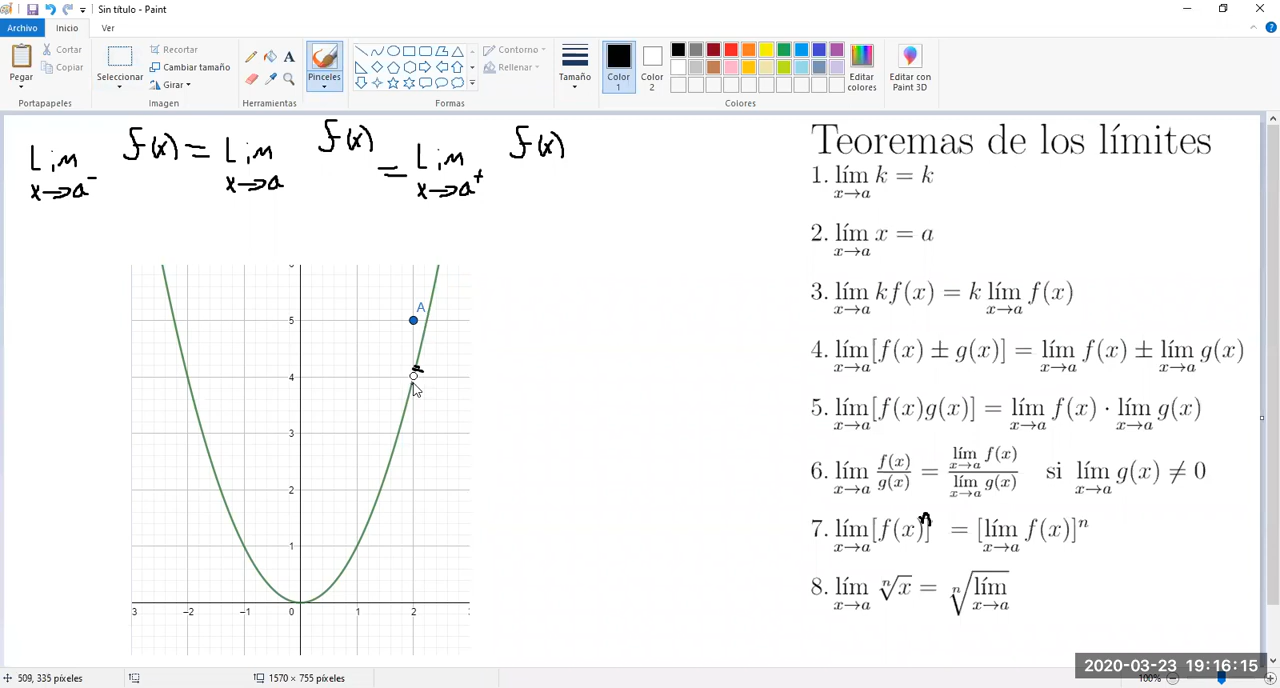 Sin título - Paint
Archivo Inicio Ver
Pegar Cortar Copiar Seleccionar Recortar Cambiar tamaño Girar A Pinceles Contorno Rellenar Tamaño Color 1 Color 2 Editar colores Editar con Paint 3D
Portapapeles Imagen Herramientas Formas Colores
Lim x→a⁻ f(x) = Lim x→a f(x) = Lim x→a⁺ f(x)
A
5
4
3
2
1
3 −2 −1 0 1 2
Teoremas de los límites
1. lím x→a k = k
2. lím x→a x = a
3. lím x→a kf(x) = k lím x→a f(x)
4. lím x→a [f(x) ± g(x)] = lím x→a f(x) ± lím x→a g(x)
5. lím x→a [f(x)g(x)] = lím x→a f(x) · lím x→a g(x)
6. lím x→a f(x)/g(x) = lím x→a f(x) / lím x→a g(x) si lím x→a g(x) ≠ 0
7. lím x→a [f(x)]ⁿ = [lím x→a f(x)]ⁿ
8. lím x→a ⁿ√x = ⁿ√lím x→a
2020-03-23 19:16:15
509, 335 píxeles 1570 × 755 píxeles 100%